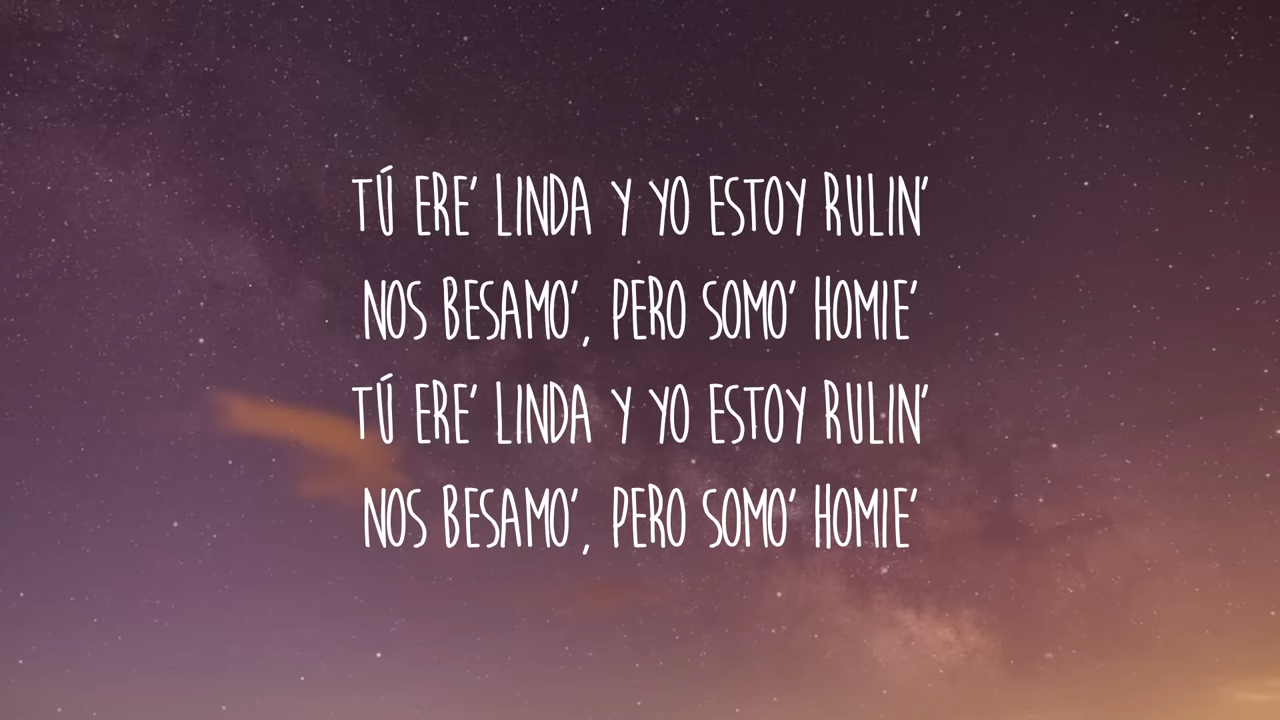 TÚ ERE' LINDA Y YO ESTOY RULIN'
NOS BESAMO', PERO SOMO' HOMIE'
TÚ ERE' LINDA Y YO ESTOY RULIN'
NOS BESAMO', PERO SOMO' HOMIE'